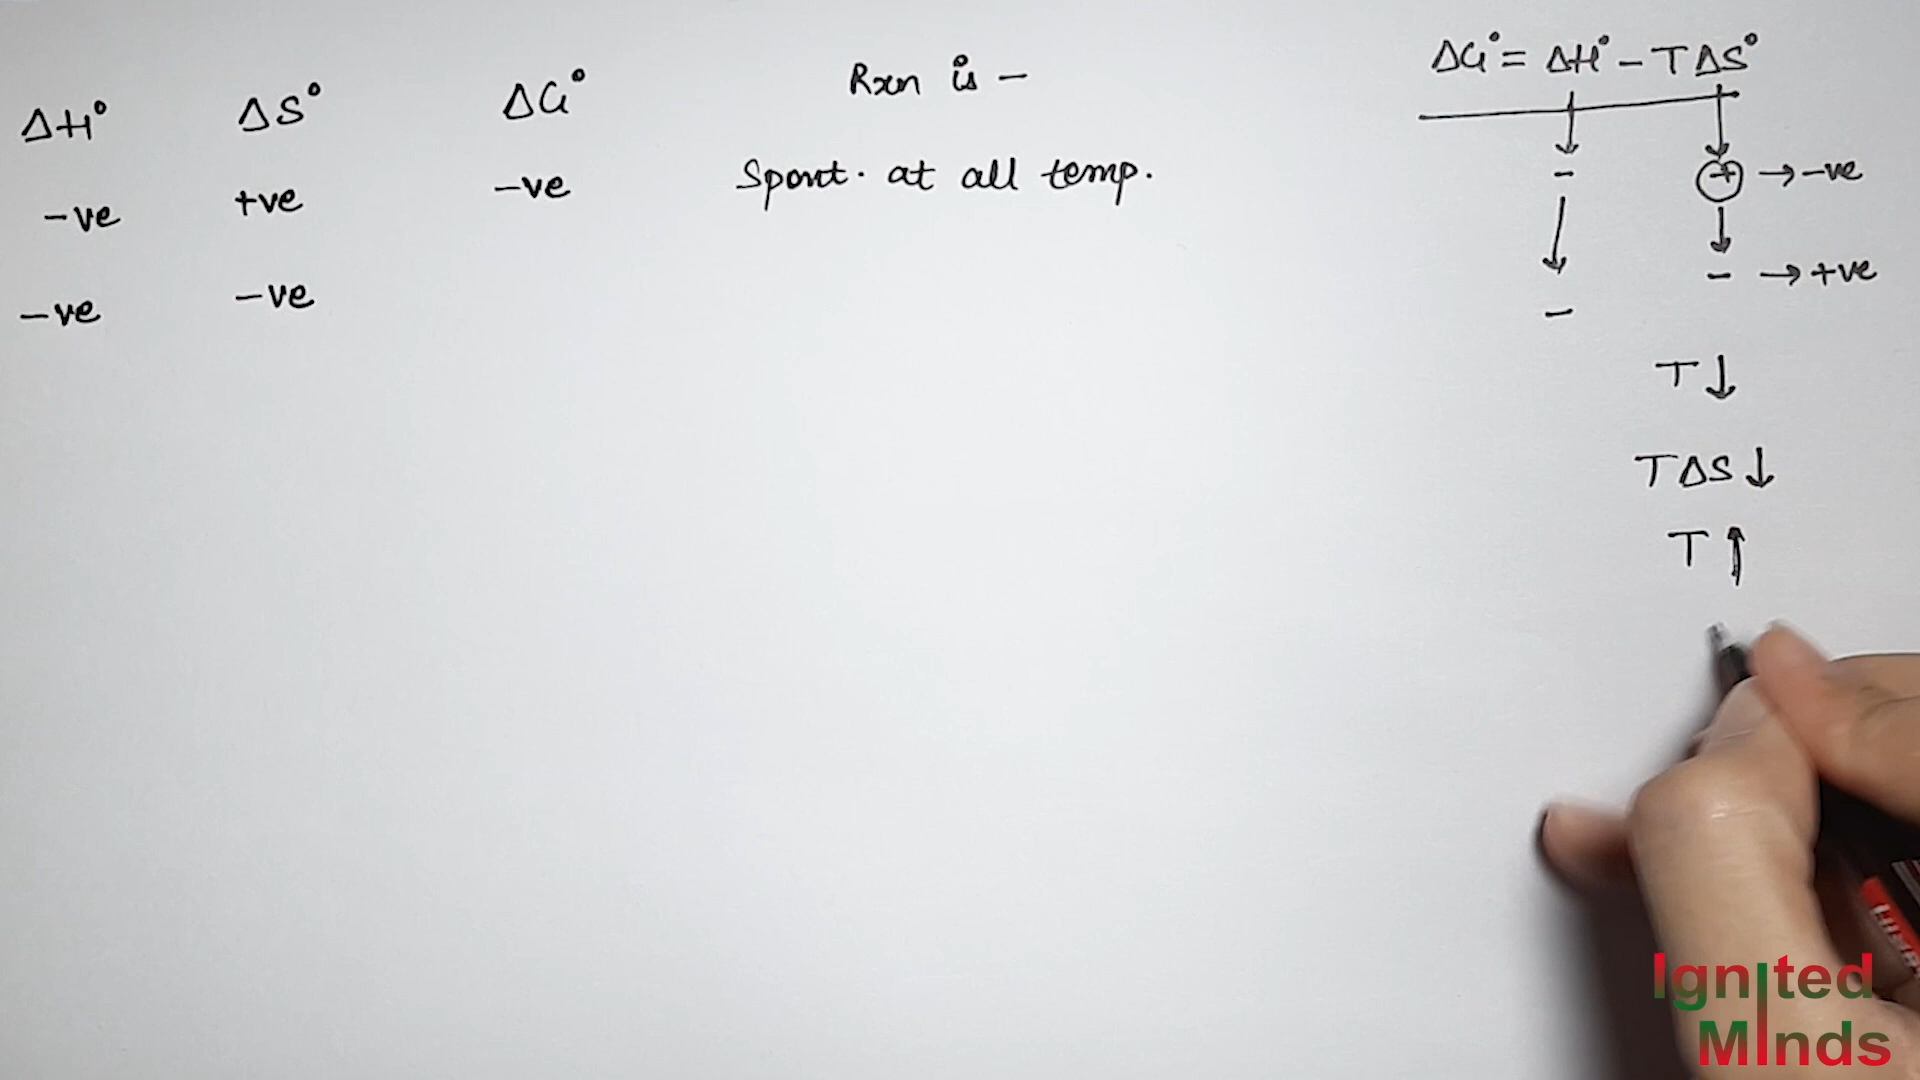 ΔH° ΔS° ΔG° Rxn is –
-ve +ve -ve Spont. at all temp.
-ve -ve
ΔG° = ΔH° - TΔS°
- + → -ve
- → +ve
-
T↓
TΔS↓
T↑
Ignited
Minds